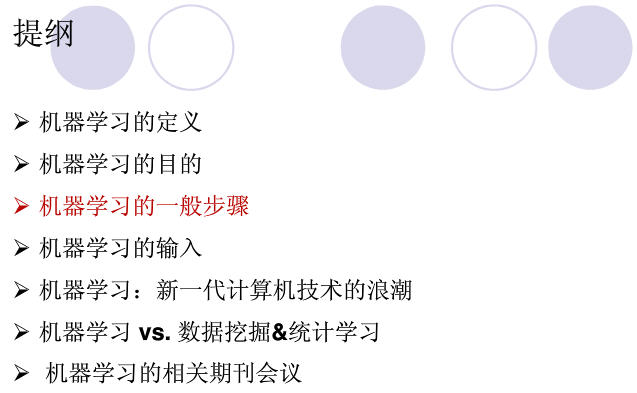 提纲
➢ 机器学习的定义
➢ 机器学习的目的
➢ 机器学习的一般步骤
➢ 机器学习的输入
➢ 机器学习：新一代计算机技术的浪潮
➢ 机器学习 vs. 数据挖掘&统计学习
➢ 机器学习的相关期刊会议